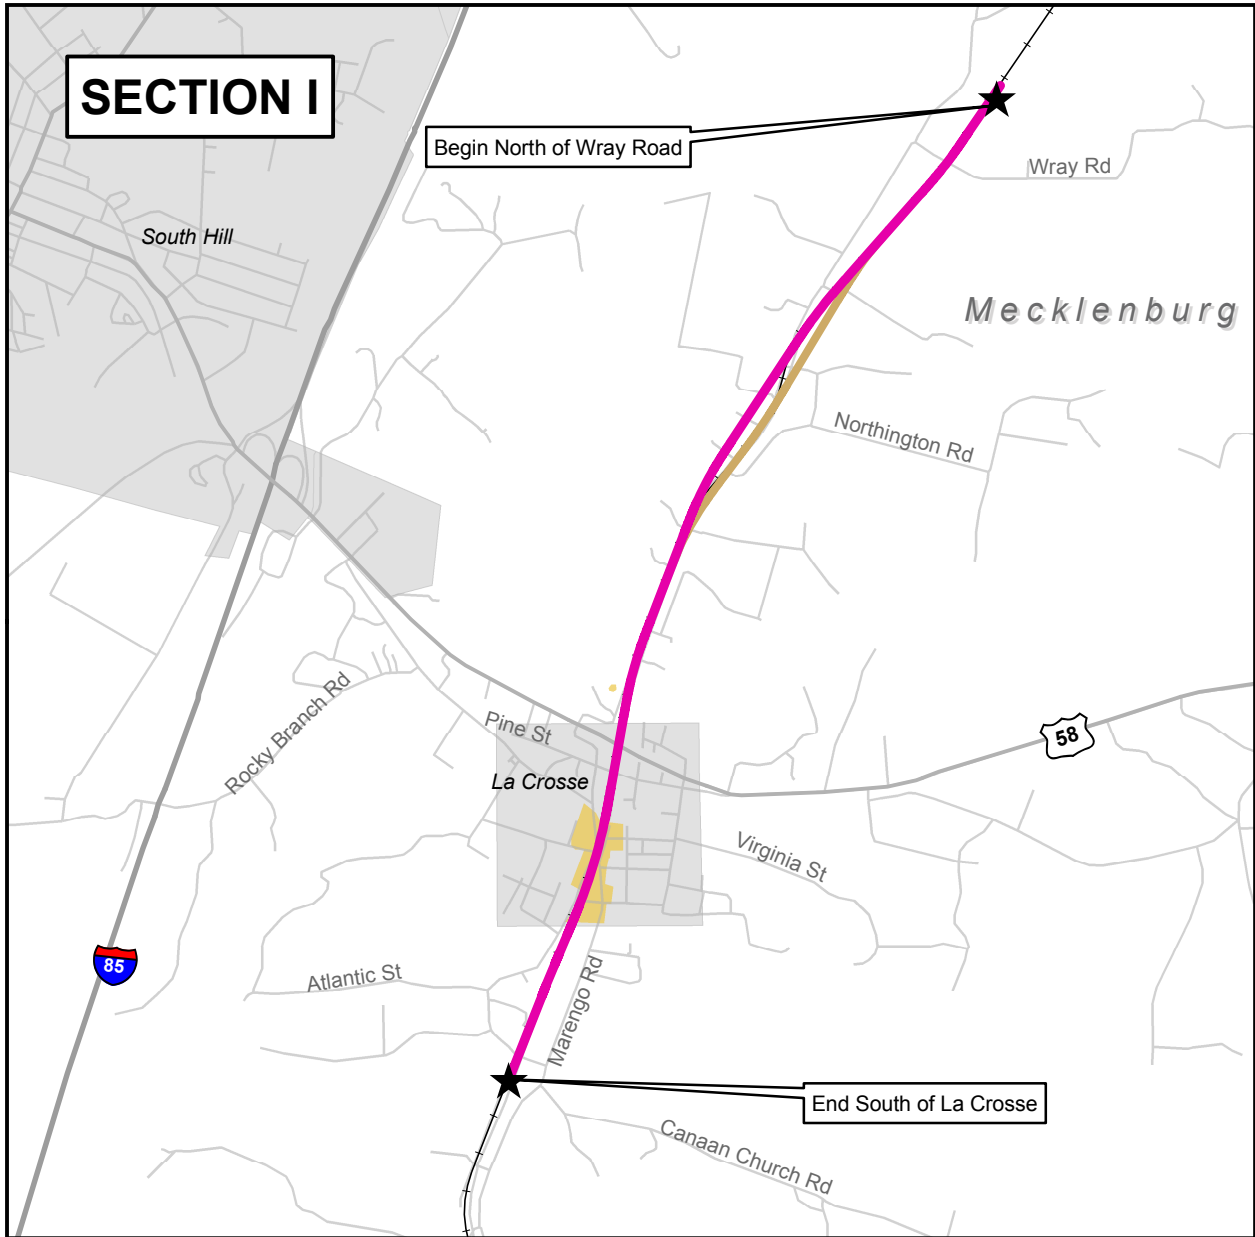 SECTION I
Begin North of Wray Road
Wray Rd
South Hill
Mecklenburg
Northington Rd
Rocky Branch Rd
Pine St
58
La Crosse
Virginia St
85
Atlantic St
Marengo Rd
End South of La Crosse
Canaan Church Rd